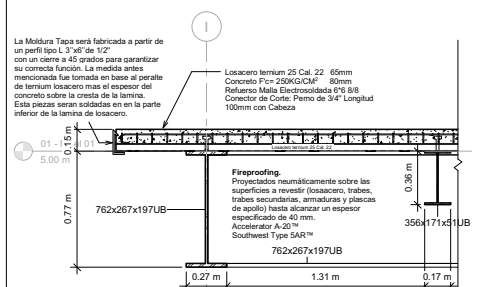 I
La Moldura Tapa será fabricada a partir de
un perfil tipo L 3"x6"de 1/2"
con un cierre a 45 grados para garantizar
su correcta función. La medida antes
mencionada fue tomada en base al peralte
de ternium losacero mas el espesor del
concreto sobre la cresta de la lamina.
Esta piezas seran soldadas en en la parte
inferior de la lamina de losacero.
Losacero ternium 25 Cal. 22 65mm
Concreto F'c= 250KG/CM² 80mm
Refuerso Malla Electrosoldada 6*6 8/8
Conector de Corte: Perno de 3/4" Longitud
100mm con Cabeza
0.15 m
01 - l 01
5.00 m
Losacero ternium 25 Cal. 22
0.77 m
762x267x197UB
Fireproofing.
Proyectados neumáticamente sobre las
superficies a revestir (losaacero, trabes,
trabes secundarias, armaduras y plascas
de apollo) hasta alcanzar un espesor
especificado de 40 mm.
Accelerator A-20™
Southwest Type 5AR™
0.36 m
356x171x51UB
762x267x197UB
0.27 m
1.31 m
0.17 m